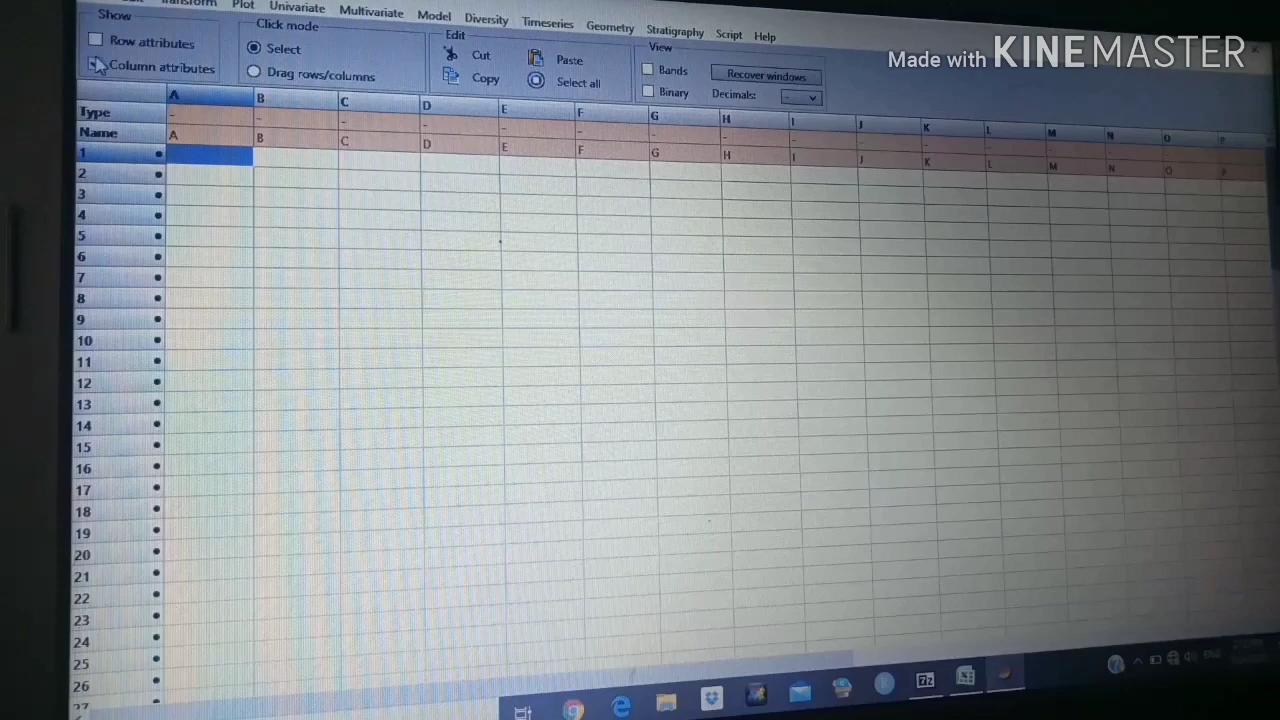 Transform Plot Univariate Multivariate Model Diversity Timeseries Geometry Stratigraphy Script Help
Show
Click mode
Edit
View
Row attributes
Select
Cut
Paste
Bands
Recover windows
Column attributes
Drag rows/columns
Copy
Select all
Binary
Decimals:
Made with KINEMASTER
A B C D E F G H I J K L M N O P
Type - - - - - - - - - - - - - -
Name A B C D E F G H I J K L M N O P
1
2
3
4
5
6
7
8
9
10
11
12
13
14
15
16
17
18
19
20
21
22
23
24
25
26
27
ENG